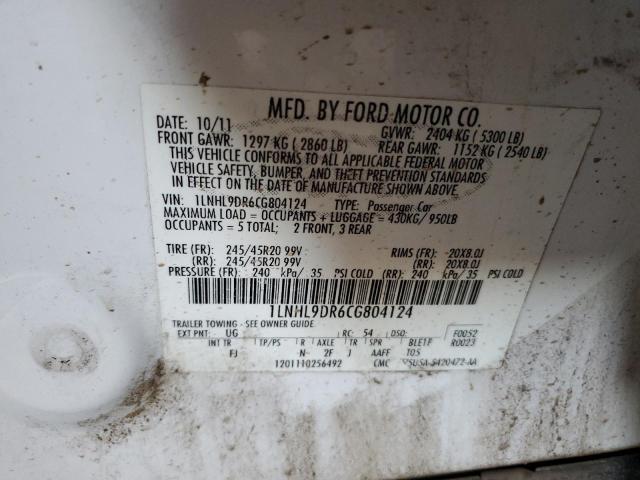 MFD. BY FORD MOTOR CO.
DATE: 10/11 GVWR: 2404 KG ( 5300 LB)
FRONT GAWR: 1297 KG ( 2860 LB) REAR GAWR: 1152 KG ( 2540 LB)
THIS VEHICLE CONFORMS TO ALL APPLICABLE FEDERAL MOTOR
VEHICLE SAFETY, BUMPER, AND THEFT PREVENTION STANDARDS
IN EFFECT ON THE DATE OF MANUFACTURE SHOWN ABOVE.
VIN: 1LNHL9DR6CG804124 TYPE: Passenger Car
MAXIMUM LOAD = OCCUPANTS + LUGGAGE = 430KG/950LB
OCCUPANTS = 5 TOTAL; 2 FRONT, 3 REAR
TIRE (FR): 245/45R20 99V RIMS (FR): 20X8.0J
(RR): 245/45R20 99V (RR): 20X8.0J
PRESSURE (FR): 240 kPa/ 35 PSI COLD (RR): 240 kPa/35 PSI COLD
1LNHL9DR6CG804124
TRAILER TOWING - SEE OWNER GUIDE
EXT PNT: UG RC: 54 DSO: F0052
INT TR TP/PS R AXLE TR SPR BLEIF R0023
FJ N- 2F J AAFF T05
1201110256492 CMC